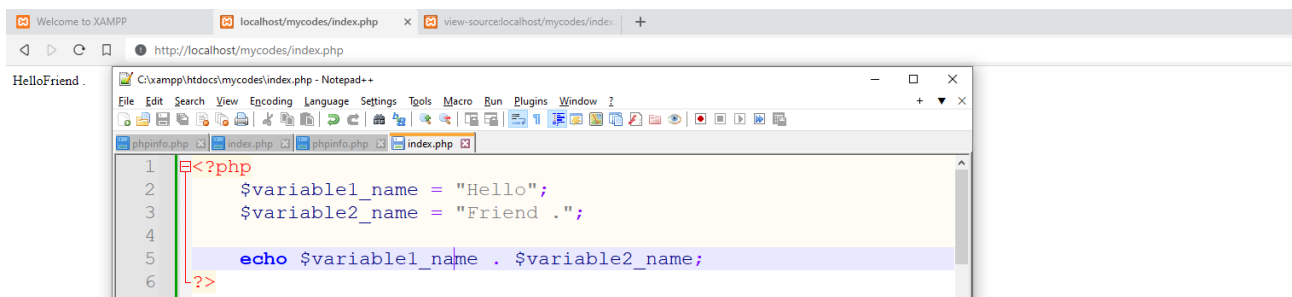 Welcome to XAMPP localhost/mycodes/index.php × view-source:localhost/mycodes/index. +
http://localhost/mycodes/index.php
HelloFriend .
C:\xampp\htdocs\mycodes\index.php - Notepad++
File Edit Search View Encoding Language Settings Tools Macro Run Plugins Window ?
phpinfo.php index.php phpinfo.php index.php
1 <?php
2 $variable1_name = "Hello";
3 $variable2_name = "Friend .";
4
5 echo $variable1_name . $variable2_name;
6 ?>